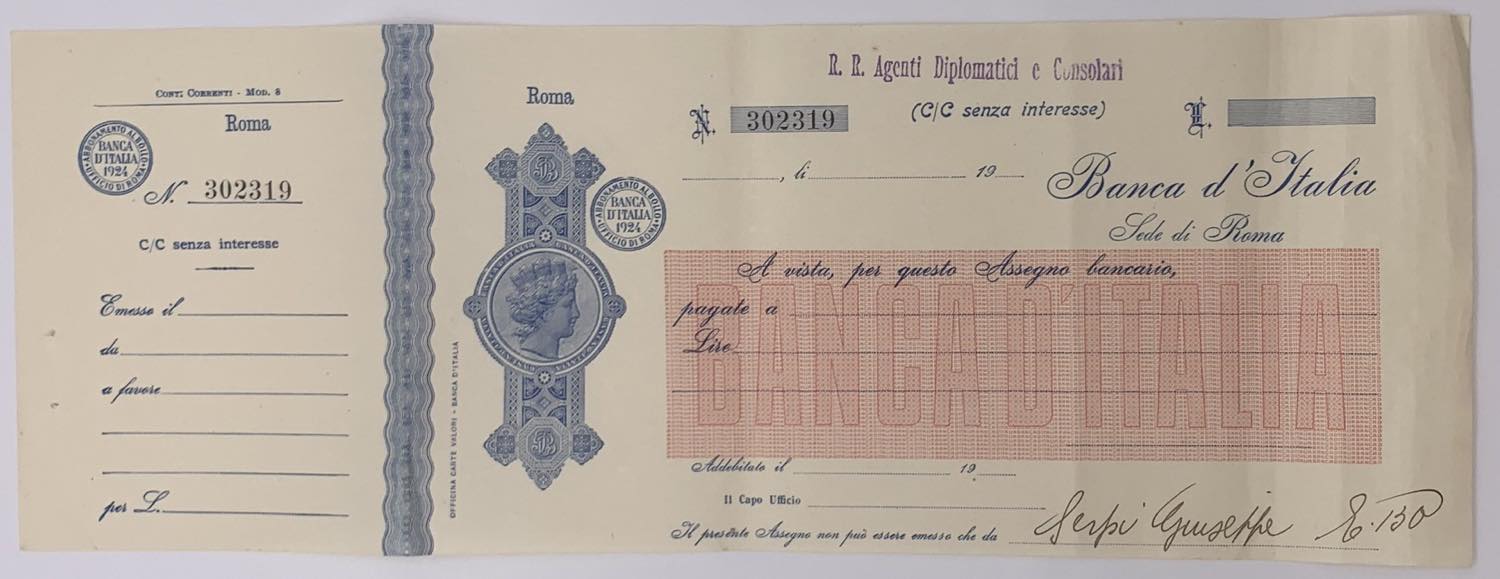 CONTI CORRENTI - MOD. 8
Roma
ABBONAMENTO AL BOLLO
BANCA
D'ITALIA
1924
UFFICIO DI ROMA
N. 302319
C/C senza interesse
Emesso il
da
a favore
per L.
Roma
ABBONAMENTO AL BOLLO
BANCA
D'ITALIA
1924
UFFICIO DI ROMA
OFFICINA CARTE VALORI - BANCA D'ITALIA
R. R. Agenti Diplomatici e Consolari
N. 302319 (C/C senza interesse) L.
, li 19
Banca d'Italia
Sede di Roma
A vista, per questo Assegno bancario,
pagate a
Lire
BANCA D'ITALIA
Addebitato il 19
Il Capo Ufficio
Il presente Assegno non può essere emesso che da Serpi Giuseppe